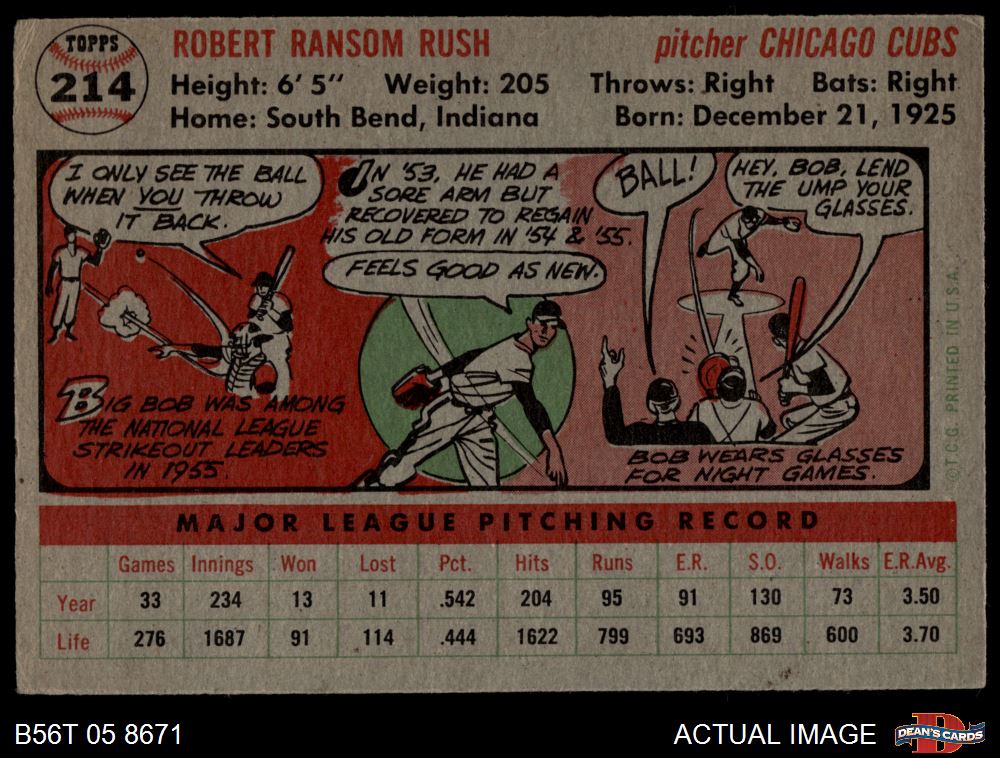 TOPPS
214
ROBERT RANSOM RUSH
pitcher CHICAGO CUBS
Height: 6' 5" Weight: 205 Throws: Right Bats: Right
Home: South Bend, Indiana Born: December 21, 1925
I ONLY SEE THE BALL
WHEN YOU THROW
IT BACK.
BIG BOB WAS AMONG
THE NATIONAL LEAGUE
STRIKEOUT LEADERS
IN 1955.
IN '53, HE HAD A
SORE ARM BUT
RECOVERED TO REGAIN
HIS OLD FORM IN '54 & '55.
FEELS GOOD AS NEW.
BALL!
HEY, BOB, LEND
THE UMP YOUR
GLASSES.
BOB WEARS GLASSES
FOR NIGHT GAMES.
©T.C.G. PRINTED IN U.S.A.
MAJOR LEAGUE PITCHING RECORD
Games Innings Won Lost Pct. Hits Runs E.R. S.O. Walks E.R.Avg.
Year 33 234 13 11 .542 204 95 91 130 73 3.50
Life 276 1687 91 114 .444 1622 799 693 869 600 3.70
B56T 05 8671
ACTUAL IMAGE
DEAN'S CARDS